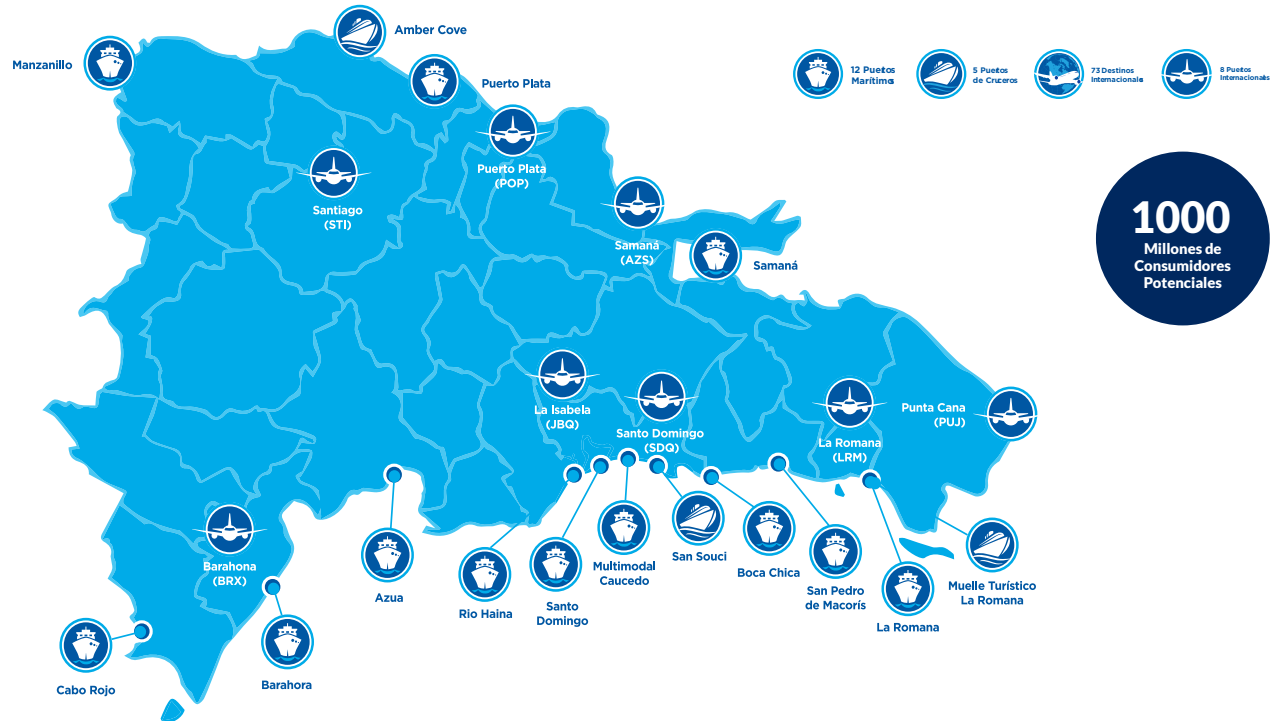 Amber Cove
Manzanillo
Puerto Plata
12 Puetos
Marítimos
5 Puetos
de Cruceros
73 Destinos
Internacionales
8 Puetos
Internacionales
Puerto Plata
(POP)
Santiago
(STI)
Samaná
(AZS)
Samaná
1000
Millones de
Consumidores
Potenciales
La Isabela
(JBQ)
Santo Domingo
(SDQ)
La Romana
(LRM)
Punta Cana
(PUJ)
Barahona
(BRX)
Azua
Rio Haina
Santo
Domingo
Multimodal
Caucedo
San Souci
Boca Chica
San Pedro
de Macorís
La Romana
Muelle Turístico
La Romana
Cabo Rojo
Barahora